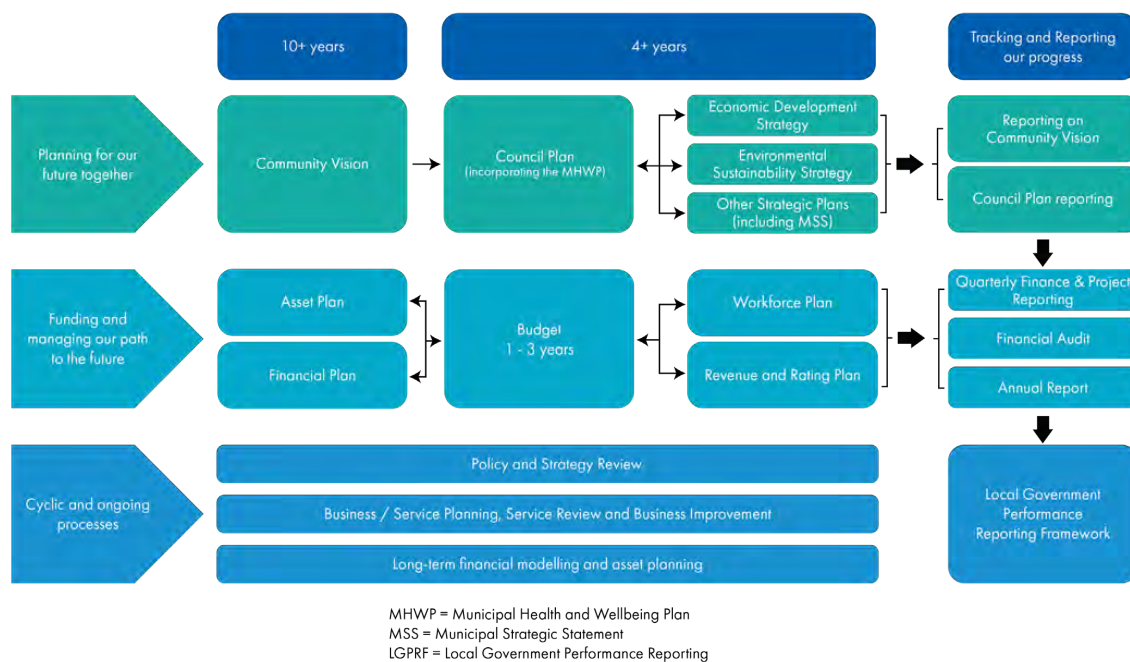 10+ years
4+ years
Tracking and Reporting
our progress
Planning for our
future together
Community Vision
Council Plan
(incorporating the MHWP)
Economic Development
Strategy
Environmental
Sustainability Strategy
Other Strategic Plans
(including MSS)
Reporting on
Community Vision
Council Plan reporting
Funding and
managing our path
to the future
Asset Plan
Financial Plan
Budget
1 - 3 years
Workforce Plan
Revenue and Rating Plan
Quarterly Finance & Project
Reporting
Financial Audit
Annual Report
Cyclic and ongoing
processes
Policy and Strategy Review
Business / Service Planning, Service Review and Business Improvement
Long-term financial modelling and asset planning
Local Government
Performance
Reporting Framework
MHWP = Municipal Health and Wellbeing Plan
MSS = Municipal Strategic Statement
LGPRF = Local Government Performance Reporting